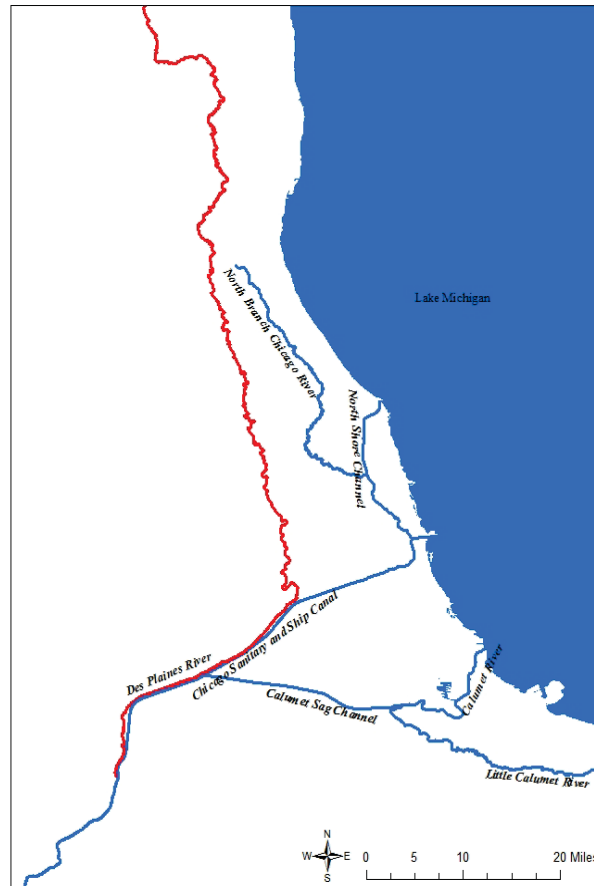 Lake Michigan
North Branch Chicago River
North Shore Channel
Des Plaines River
Chicago Sanitary and Ship Canal
Calumet River
Calumet Sag Channel
Little Calumet River
N
W E
S
0 5 10 20 Miles